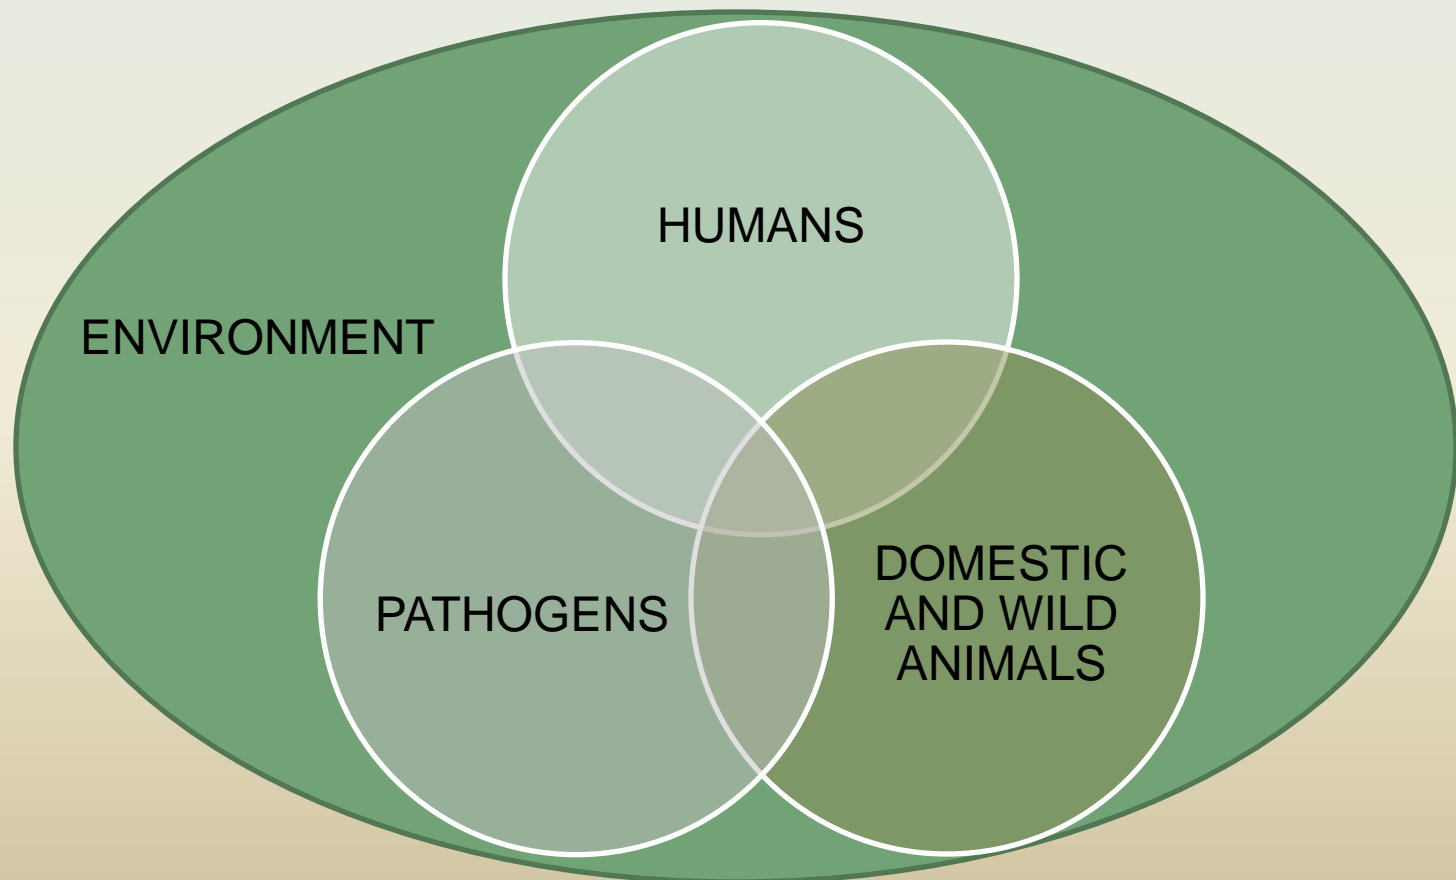 HUMANS
ENVIRONMENT
PATHOGENS
DOMESTIC
AND WILD
ANIMALS